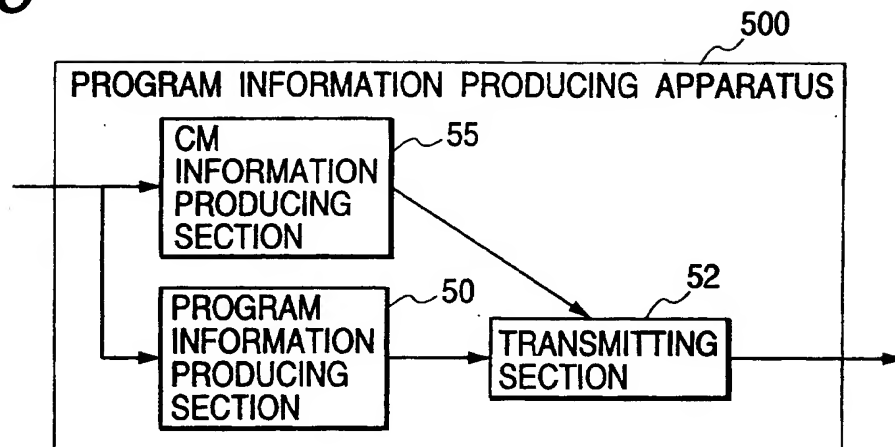 500
PROGRAM INFORMATION PRODUCING APPARATUS
CM
INFORMATION
PRODUCING
SECTION
55
PROGRAM
INFORMATION
PRODUCING
SECTION
50
TRANSMITTING
SECTION
52